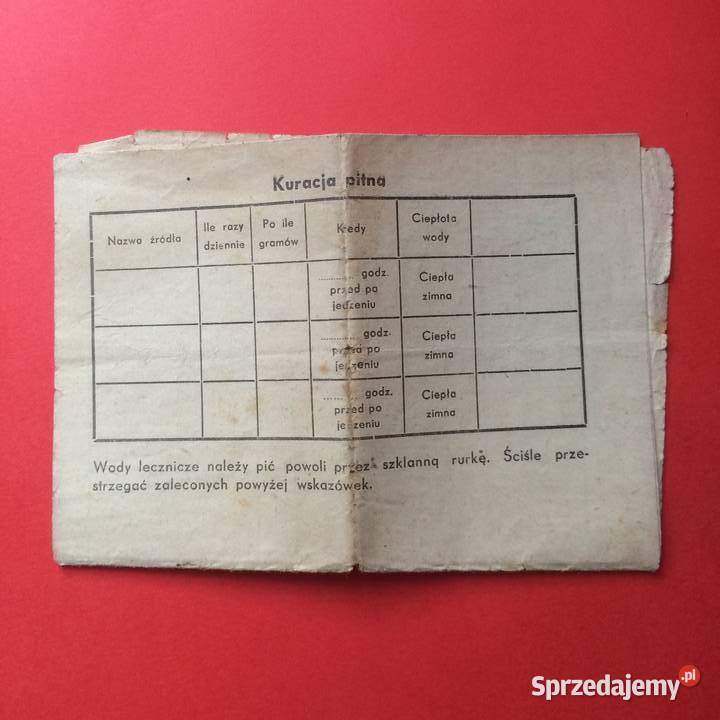 Kuracja pitna
Nazwa źródła
Ile razy
dziennie
Po ile
gramów
Kiedy
Ciepłota
wody
.......... godz.
przed po
jedzeniu
Ciepła
zimna
.......... godz.
przed po
jedzeniu
Ciepła
zimna
.......... godz.
przed po
jedzeniu
Ciepła
zimna
Wody lecznicze należy pić powoli przez szklanną rurkę. Ściśle prze-
strzegać zaleconych powyżej wskazówek.
Sprzedajemy.pl